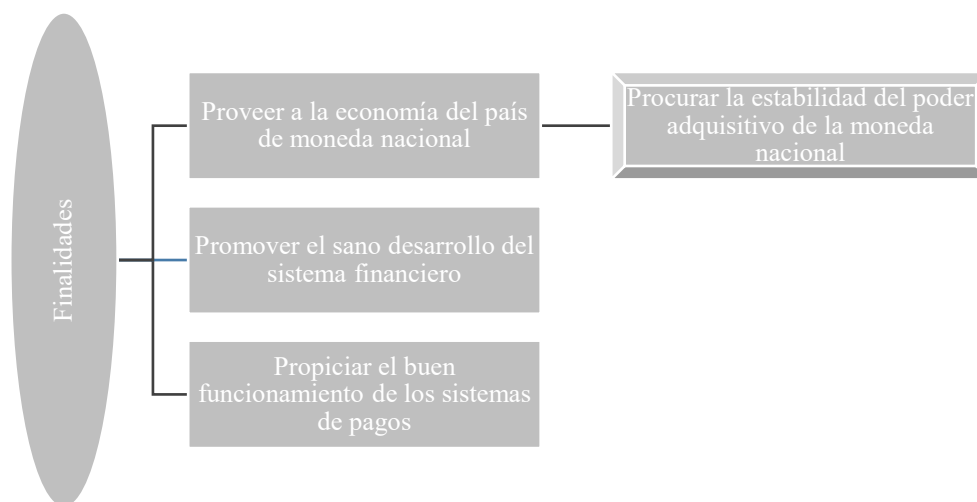 Finalidades
Proveer a la economía del país
de moneda nacional
Procurar la estabilidad del poder
adquisitivo de la moneda
nacional
Promover el sano desarrollo del
sistema financiero
Propiciar el buen
funcionamiento de los sistemas
de pagos